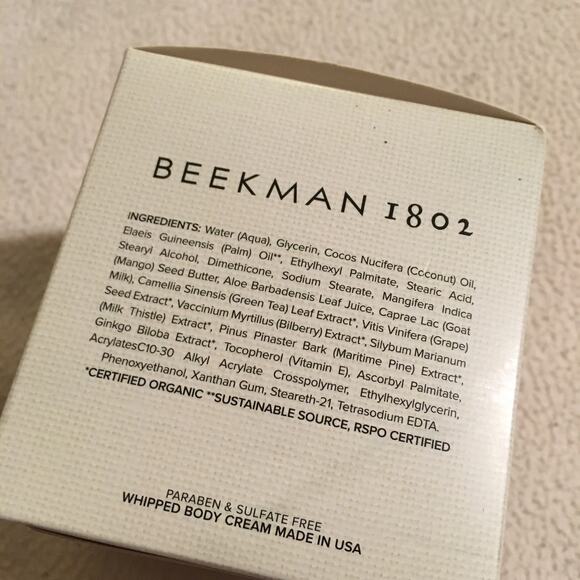 BEEKMAN 1802
INGREDIENTS: Water (Aqua), Glycerin, Cocos Nucifera (Coconut) Oil,
Elaeis Guineensis (Palm) Oil**, Ethylhexyl Palmitate, Stearic Acid,
Stearyl Alcohol, Dimethicone, Sodium Stearate, Mangifera Indica
(Mango) Seed Butter, Aloe Barbadensis Leaf Juice, Caprae Lac (Goat
Milk), Camellia Sinensis (Green Tea) Leaf Extract*, Vitis Vinifera (Grape)
Seed Extract*, Vaccinium Myrtillus (Bilberry) Extract*, Silybum Marianum
(Milk Thistle) Extract*, Pinus Pinaster Bark (Maritime Pine) Extract*,
Ginkgo Biloba Extract*, Tocopherol (Vitamin E), Ascorbyl Palmitate,
AcrylatesC10-30 Alkyl Acrylate Crosspolymer, Ethylhexylglycerin,
Phenoxyethanol, Xanthan Gum, Steareth-21, Tetrasodium EDTA.
*CERTIFIED ORGANIC **SUSTAINABLE SOURCE, RSPO CERTIFIED
PARABEN & SULFATE FREE
WHIPPED BODY CREAM MADE IN USA